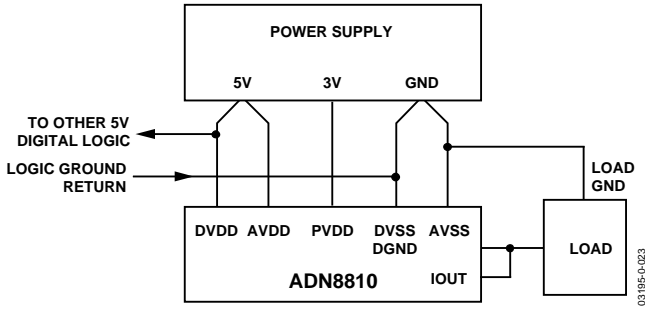 POWER SUPPLY
5V 3V GND
TO OTHER 5V
DIGITAL LOGIC
LOGIC GROUND
RETURN
LOAD
GND
DVDD AVDD PVDD DVSS AVSS
DGND
ADN8810 IOUT
LOAD
03195-0-023